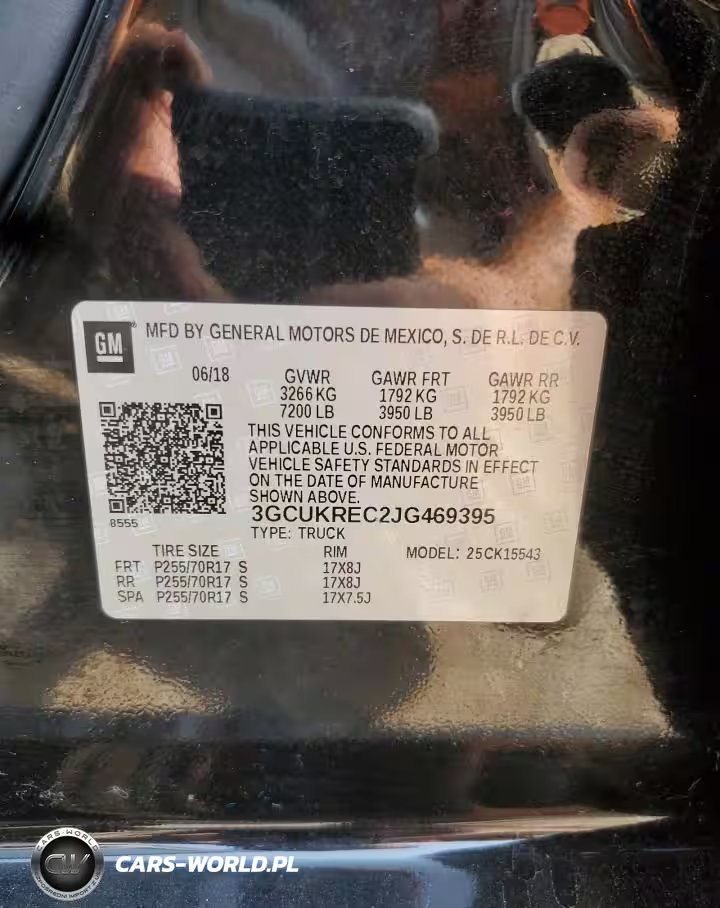 GM
MFD BY GENERAL MOTORS DE MEXICO, S. DE R.L. DE C.V.
06/18 GVWR GAWR FRT GAWR RR
3266 KG 1792 KG 1792 KG
7200 LB 3950 LB 3950 LB
THIS VEHICLE CONFORMS TO ALL
APPLICABLE U.S. FEDERAL MOTOR
VEHICLE SAFETY STANDARDS IN EFFECT
ON THE DATE OF MANUFACTURE
SHOWN ABOVE.
8555
3GCUKREC2JG469395
TYPE: TRUCK
TIRE SIZE RIM MODEL: 25CK15543
FRT P255/70R17 S 17X8J
RR P255/70R17 S 17X8J
SPA P255/70R17 S 17X7.5J
CARS-WORLD
CW
CARS-WORLD.PL